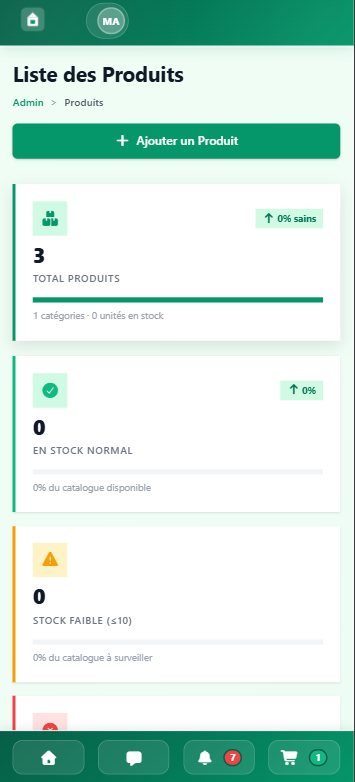 MA
Liste des Produits
Admin > Produits
+ Ajouter un Produit
↑ 0% sains
3
TOTAL PRODUITS
1 catégories · 0 unités en stock
↑ 0%
0
EN STOCK NORMAL
0% du catalogue disponible
0
STOCK FAIBLE (≤10)
0% du catalogue à surveiller
7 1